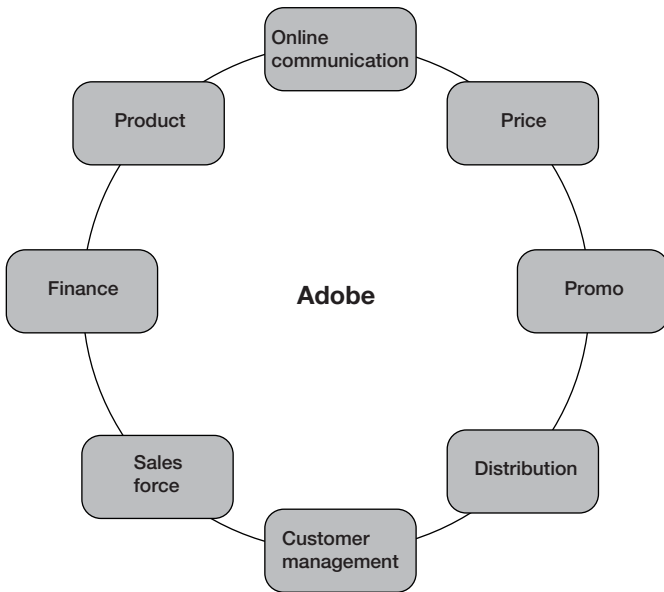 Online
communication
Product
Price
Finance
Adobe
Promo
Sales
force
Distribution
Customer
management